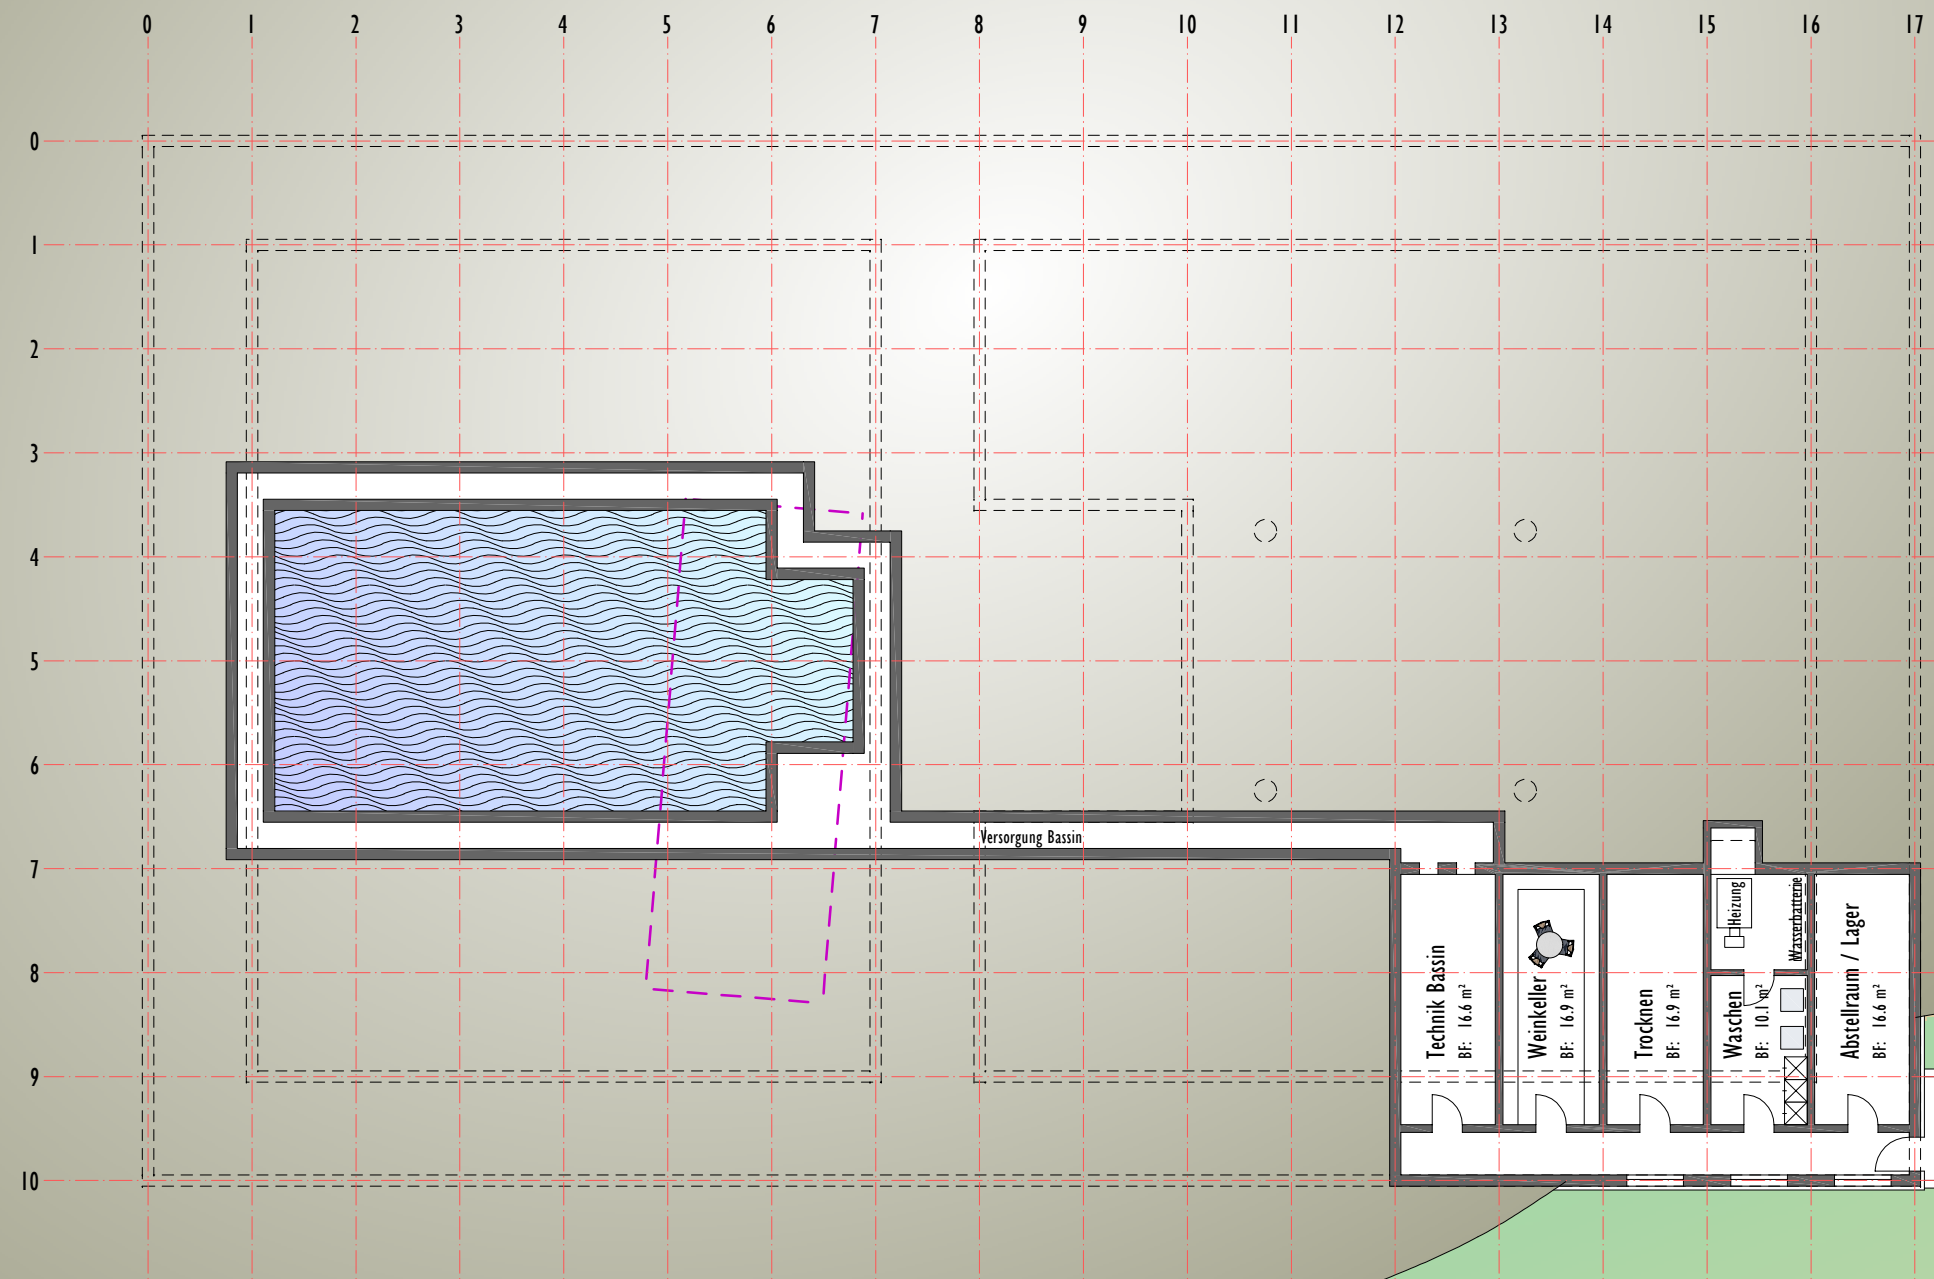 0 1 2 3 4 5 6 7 8 9 10 11 12 13 14 15 16 17
0
1
2
3
4
5
6
7
8
9
10
Versorgung Bassin
Technik Bassin
BF: 16.6 m²
Weinkeller
BF: 16.9 m²
Trocknen
BF: 16.9 m²
Heizung
Wasserbatterie
Waschen
BF: 10.1 m²
Abstellraum / Lager
BF: 16.6 m²